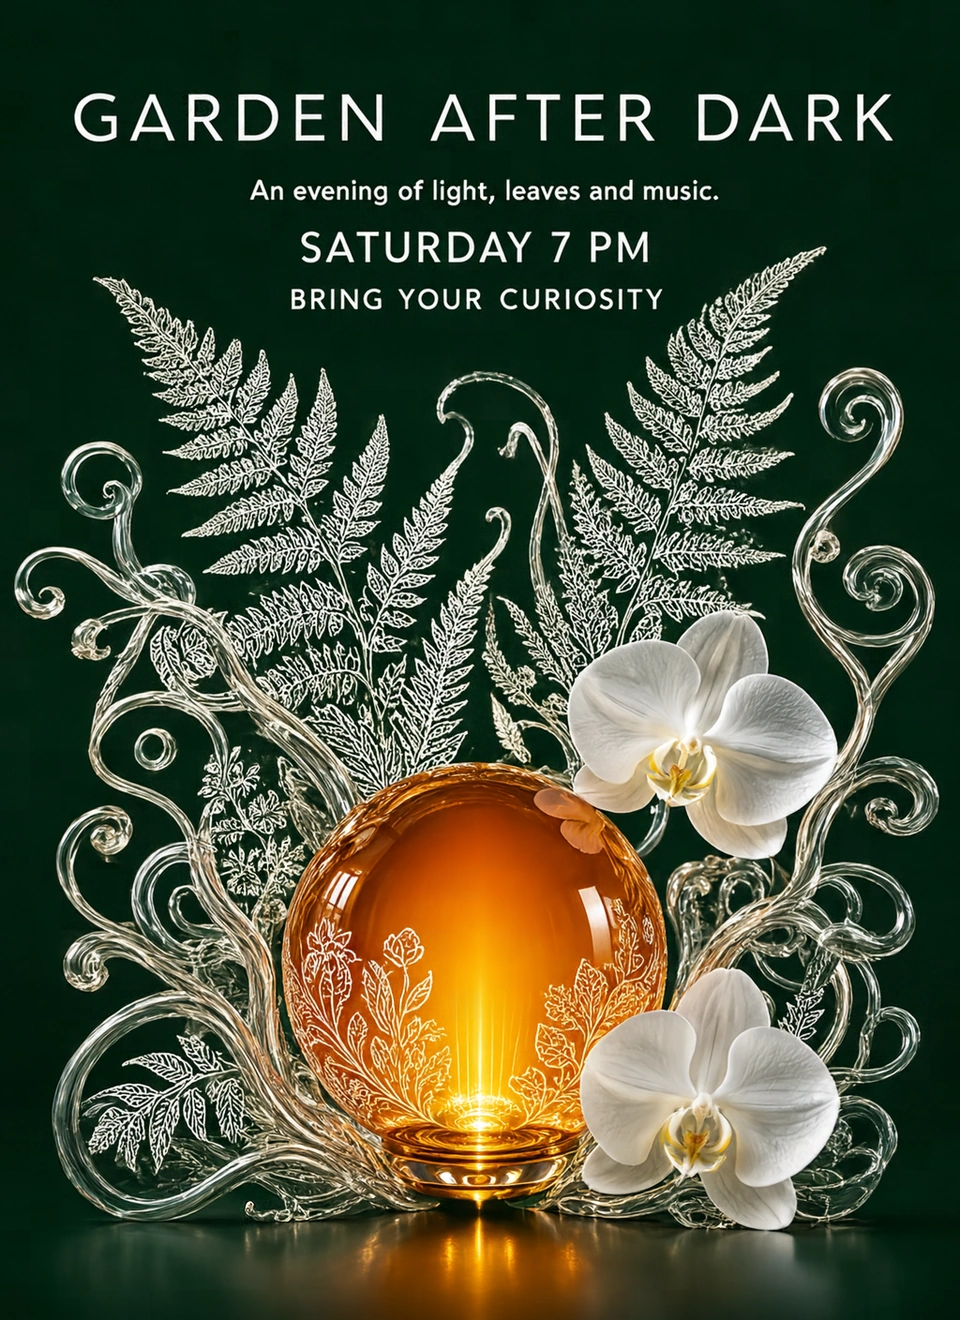 GARDEN AFTER DARK
An evening of light, leaves and music.
SATURDAY 7 PM
BRING YOUR CURIOSITY